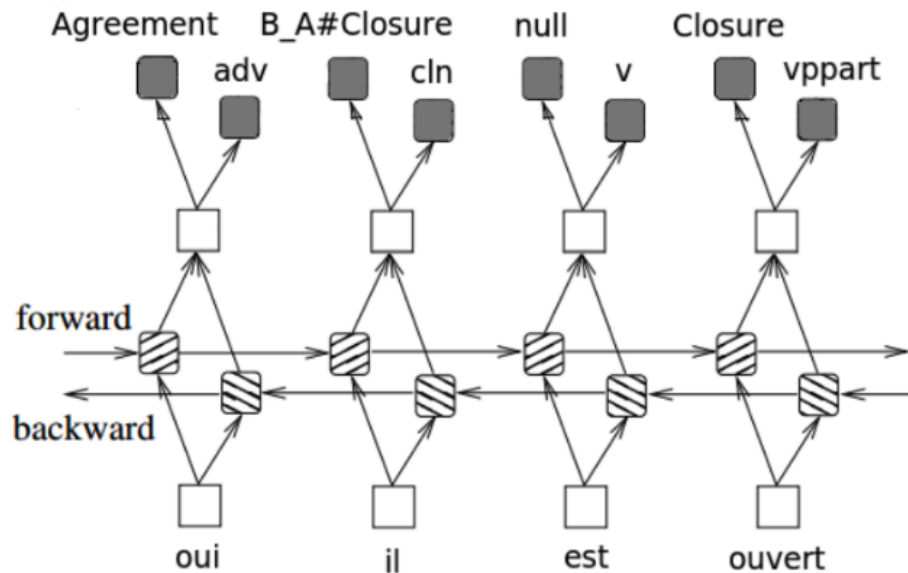 Agreement B_A#Closure null Closure
adv cln v vppart
forward
backward
oui il est ouvert